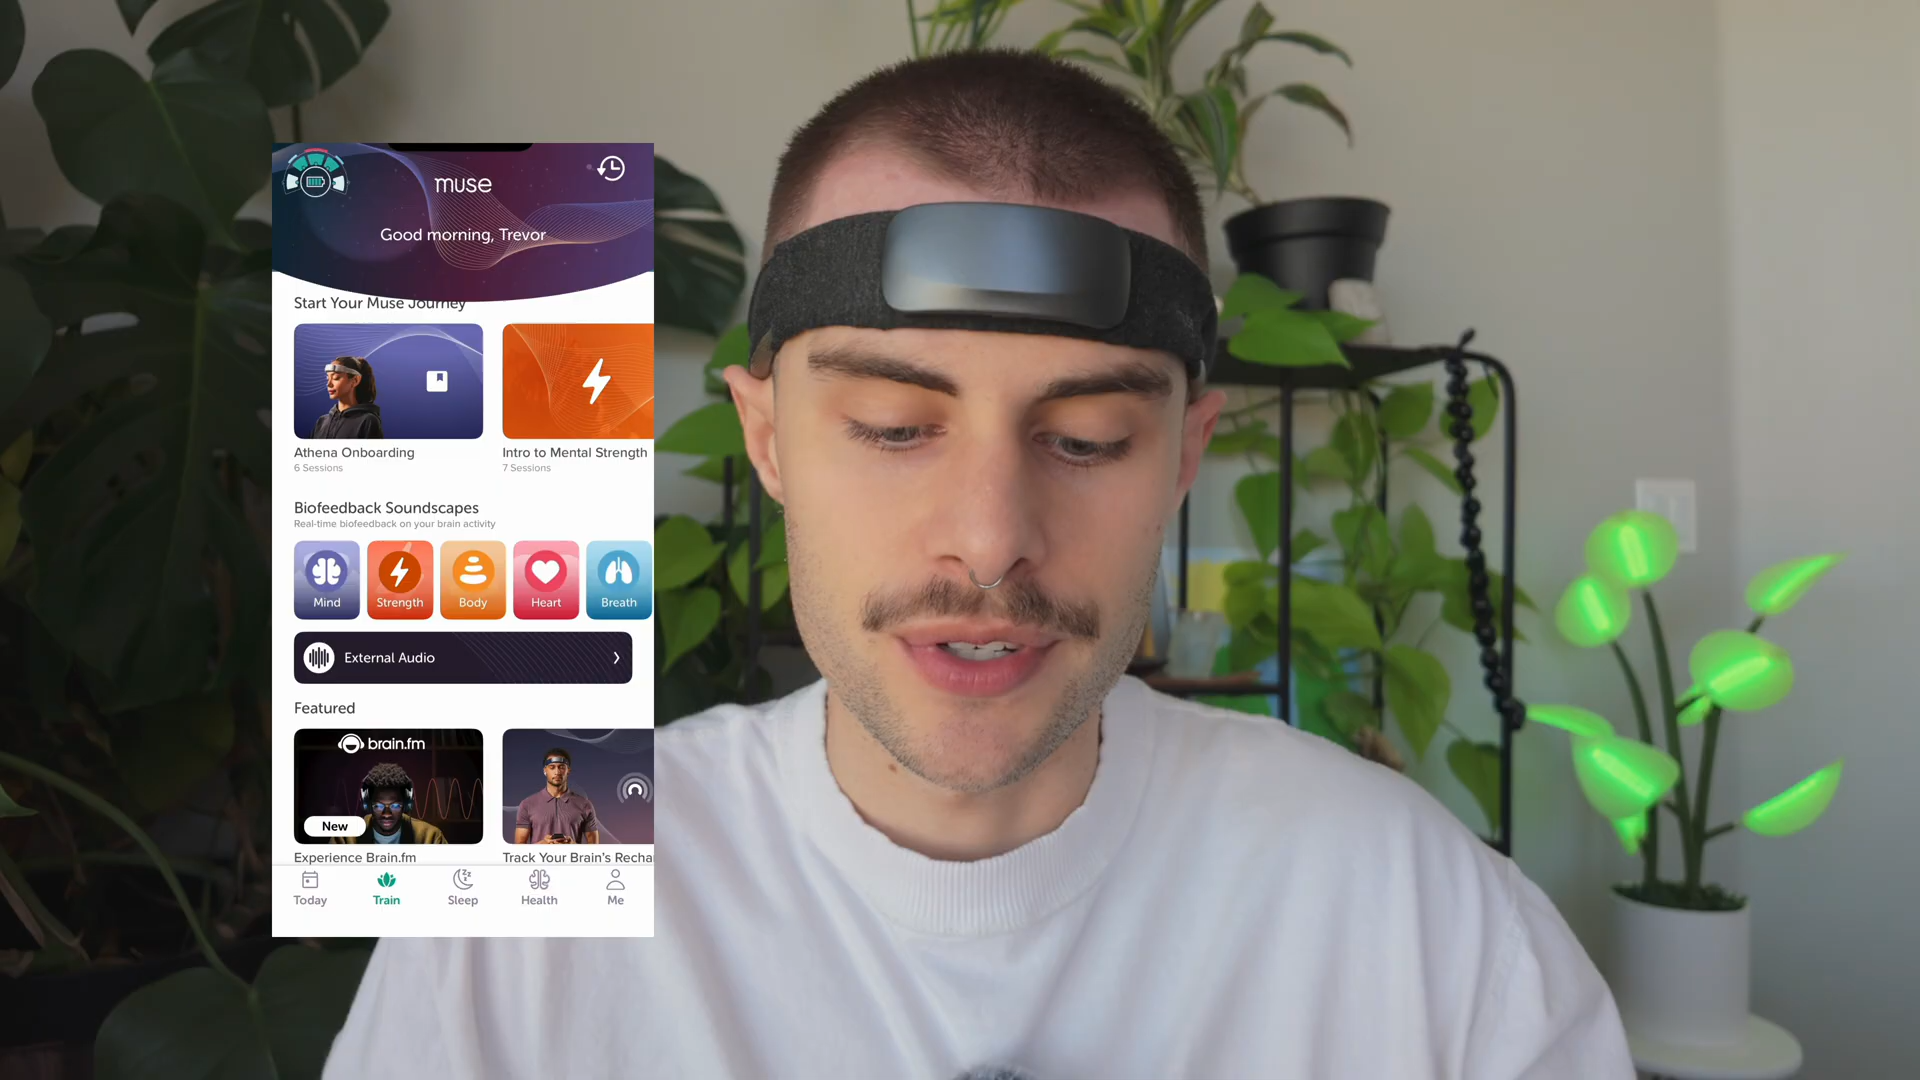 muse
Good morning, Trevor
Start Your Muse Journey
Athena Onboarding
6 Sessions
Intro to Mental Strength
7 Sessions
Biofeedback Soundscapes
Real-time biofeedback on your brain activity
Mind
Strength
Body
Heart
Breath
External Audio
Featured
brain.fm
New
Experience Brain.fm
Track Your Brain's Recha
Today
Train
Sleep
Health
Me